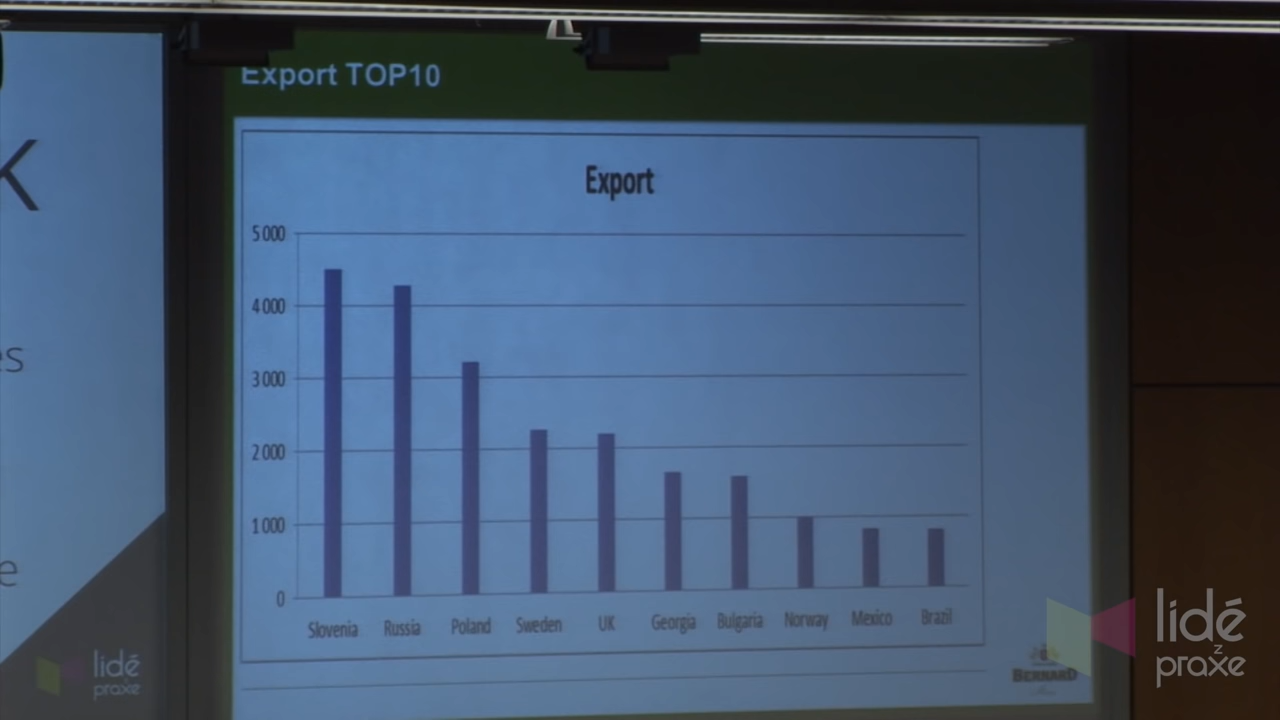 Export TOP10
K
es
e
Export
5 000
4 000
3 000
2 000
1 000
0
Slovenia Russia Poland Sweden UK Georgia Bulgaria Norway Mexico Brazil
BERNARD
lidé
z
praxe
lidé
z
praxe